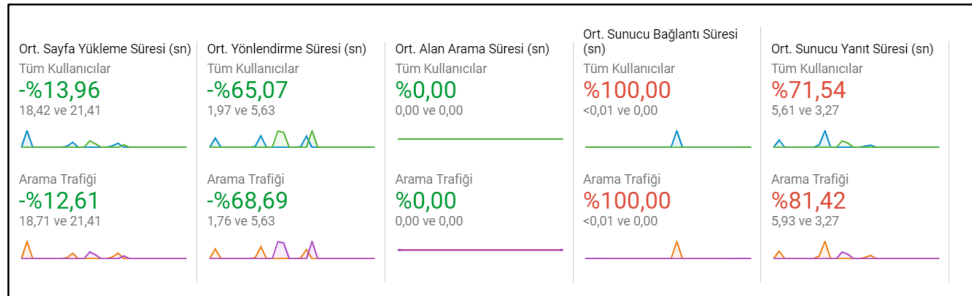 Ort. Sayfa Yükleme Süresi (sn)
Tüm Kullanıcılar
-%13,96
18,42 ve 21,41
Arama Trafiği
-%12,61
18,71 ve 21,41
Ort. Yönlendirme Süresi (sn)
Tüm Kullanıcılar
-%65,07
1,97 ve 5,63
Arama Trafiği
-%68,69
1,76 ve 5,63
Ort. Alan Arama Süresi (sn)
Tüm Kullanıcılar
%0,00
0,00 ve 0,00
Arama Trafiği
%0,00
0,00 ve 0,00
Ort. Sunucu Bağlantı Süresi
(sn)
Tüm Kullanıcılar
%100,00
<0,01 ve 0,00
Arama Trafiği
%100,00
<0,01 ve 0,00
Ort. Sunucu Yanıt Süresi (sn)
Tüm Kullanıcılar
%71,54
5,61 ve 3,27
Arama Trafiği
%81,42
5,93 ve 3,27